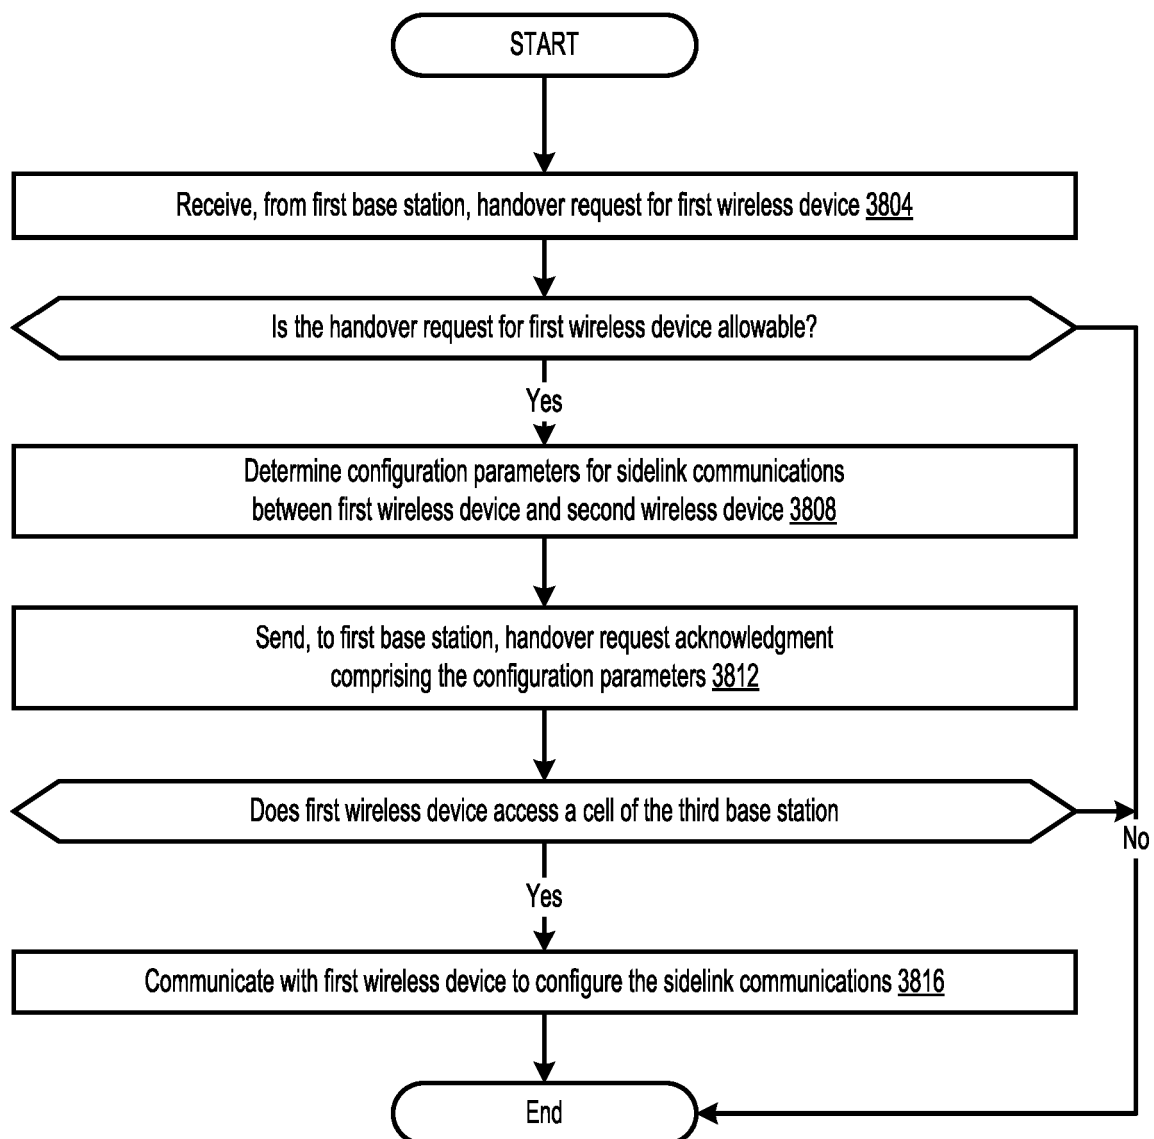 START
Receive, from first base station, handover request for first wireless device 3804
Is the handover request for first wireless device allowable?
Yes
Determine configuration parameters for sidelink communications
between first wireless device and second wireless device 3808
Send, to first base station, handover request acknowledgment
comprising the configuration parameters 3812
Does first wireless device access a cell of the third base station
No
Yes
Communicate with first wireless device to configure the sidelink communications 3816
End